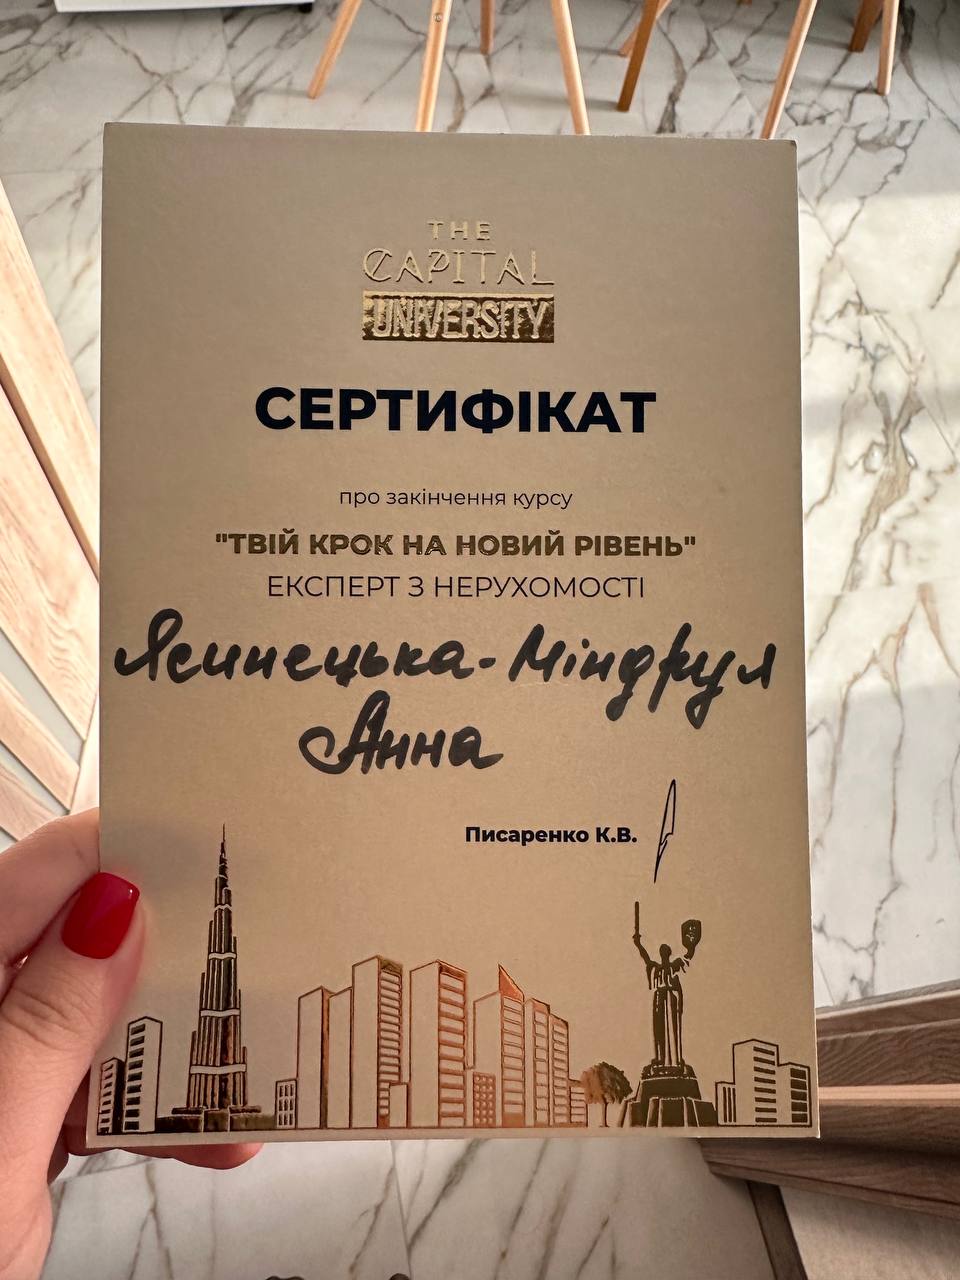 THE
CAPITAL
UNIVERSITY
СЕРТИФІКАТ
про закінчення курсу
"ТВІЙ КРОК НА НОВИЙ РІВЕНЬ"
ЕКСПЕРТ З НЕРУХОМОСТІ
Ясинецька-Міндрул
Анна
Писаренко К.В.